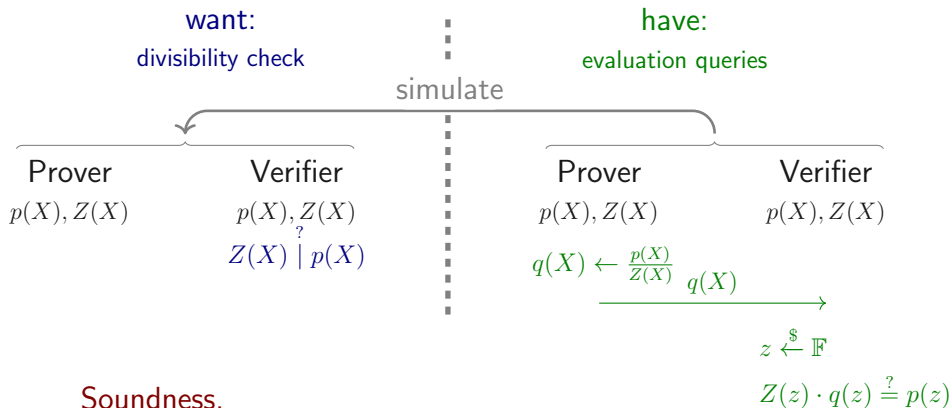 want:
divisibility check
have:
evaluation queries
simulate
Prover
p(X), Z(X)
Verifier
p(X), Z(X)
Z(X) ∣̣? p(X)
Prover
p(X), Z(X)
Verifier
p(X), Z(X)
q(X) ← p(X)/Z(X)
q(X)
z ←$ 𝔽
Z(z) · q(z) =? p(z)
Soundness.